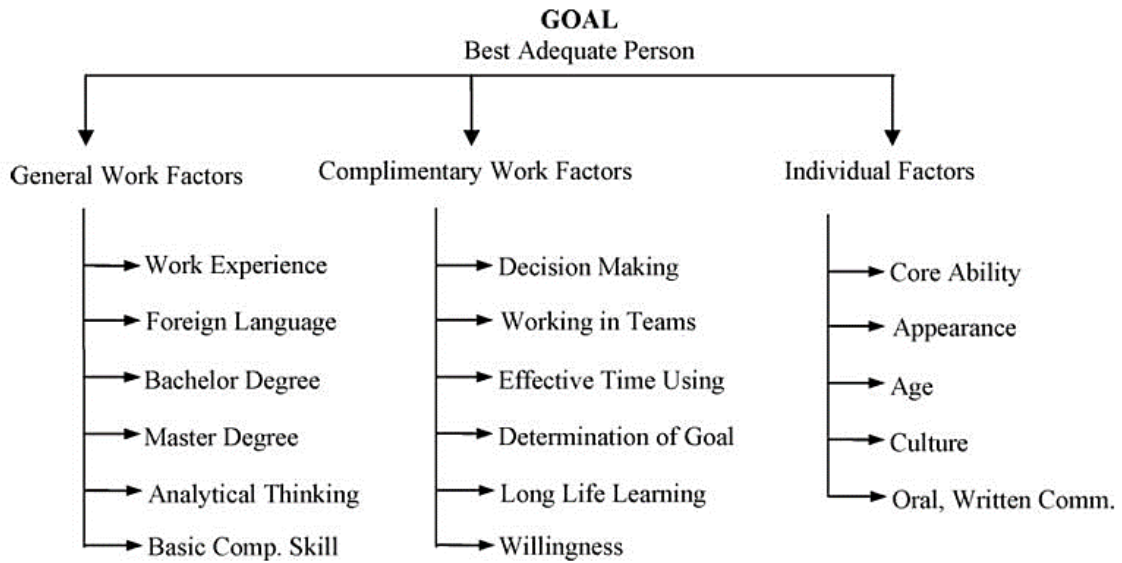 GOAL
Best Adequate Person
General Work Factors
Work Experience
Foreign Language
Bachelor Degree
Master Degree
Analytical Thinking
Basic Comp. Skill
Complimentary Work Factors
Decision Making
Working in Teams
Effective Time Using
Determination of Goal
Long Life Learning
Willingness
Individual Factors
Core Ability
Appearance
Age
Culture
Oral, Written Comm.